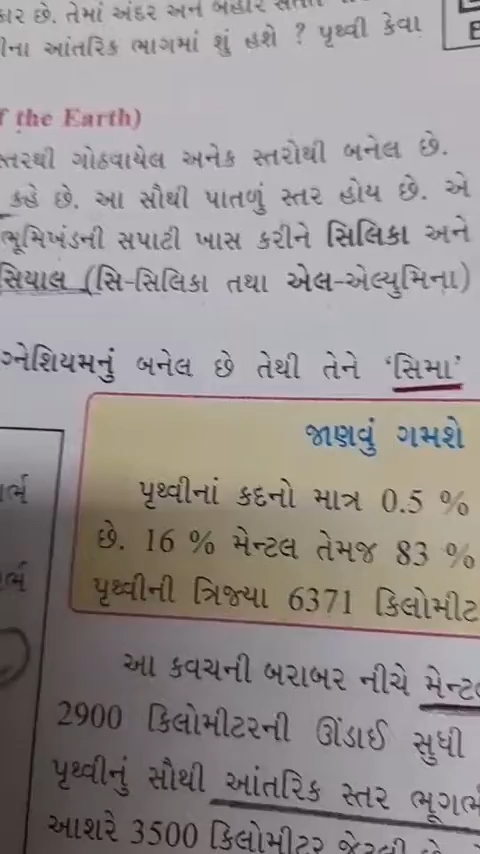 કાર છે. તેમાં અંદર અને બહાર સતત
ીના આંતરિક ભાગમાં શું હશે ? પૃથ્વી કેવા
f the Earth)
સ્તરથી ગોઠવાયેલ અનેક સ્તરોથી બનેલ છે.
કહે છે. આ સૌથી પાતળું સ્તર હોય છે. એ
ભૂમિખંડની સપાટી ખાસ કરીને સિલિકા અને
સિયાલ (સિ-સિલિકા તથા એલ-એલ્યુમિના)
ગ્નેશિયમનું બનેલ છે તેથી તેને ‘સિમા’
જાણવું ગમશે
પૃથ્વીનાં કદનો માત્ર 0.5 %
છે. 16 % મેન્ટલ તેમજ 83 %
પૃથ્વીની ત્રિજ્યા 6371 કિલોમીટ
ર્ભ
ર્ભ
આ કવચની બરાબર નીચે મેન્ટ
2900 કિલોમીટરની ઊંડાઈ સુધી
પૃથ્વીનું સૌથી આંતરિક સ્તર ભૂગર્ભ
આશરે 3500 કિલોમીટર જેટલી છે